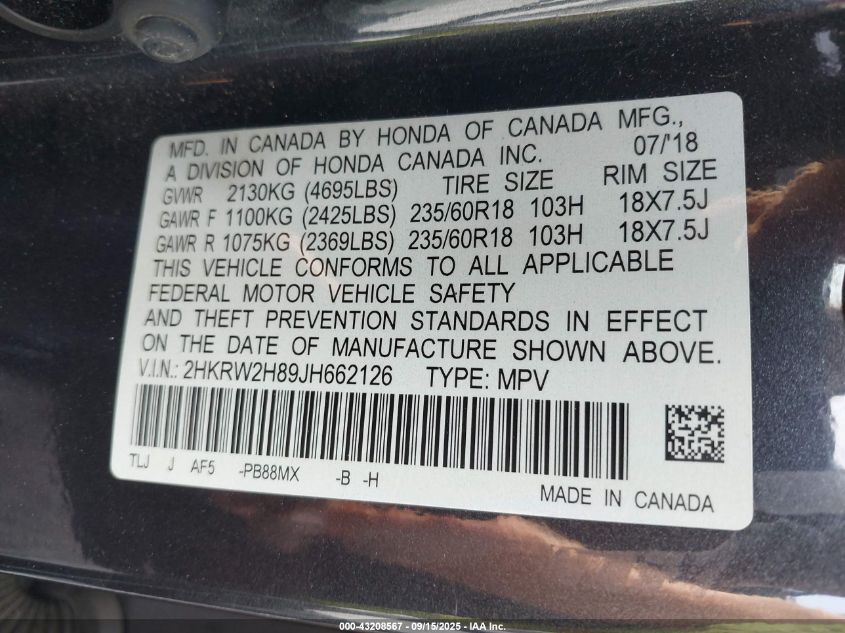 MFD. IN CANADA BY HONDA OF CANADA MFG.,
A DIVISION OF HONDA CANADA INC. 07/'18
GVWR 2130KG (4695LBS) TIRE SIZE RIM SIZE
GAWR F 1100KG (2425LBS) 235/60R18 103H 18X7.5J
GAWR R 1075KG (2369LBS) 235/60R18 103H 18X7.5J
THIS VEHICLE CONFORMS TO ALL APPLICABLE
FEDERAL MOTOR VEHICLE SAFETY
AND THEFT PREVENTION STANDARDS IN EFFECT
ON THE DATE OF MANUFACTURE SHOWN ABOVE.
V.I.N.: 2HKRW2H89JH662126 TYPE: MPV
TLJ J AF5 -PB88MX -B -H
MADE IN CANADA
000-43208567 - 09/15/2025 - IAA Inc.